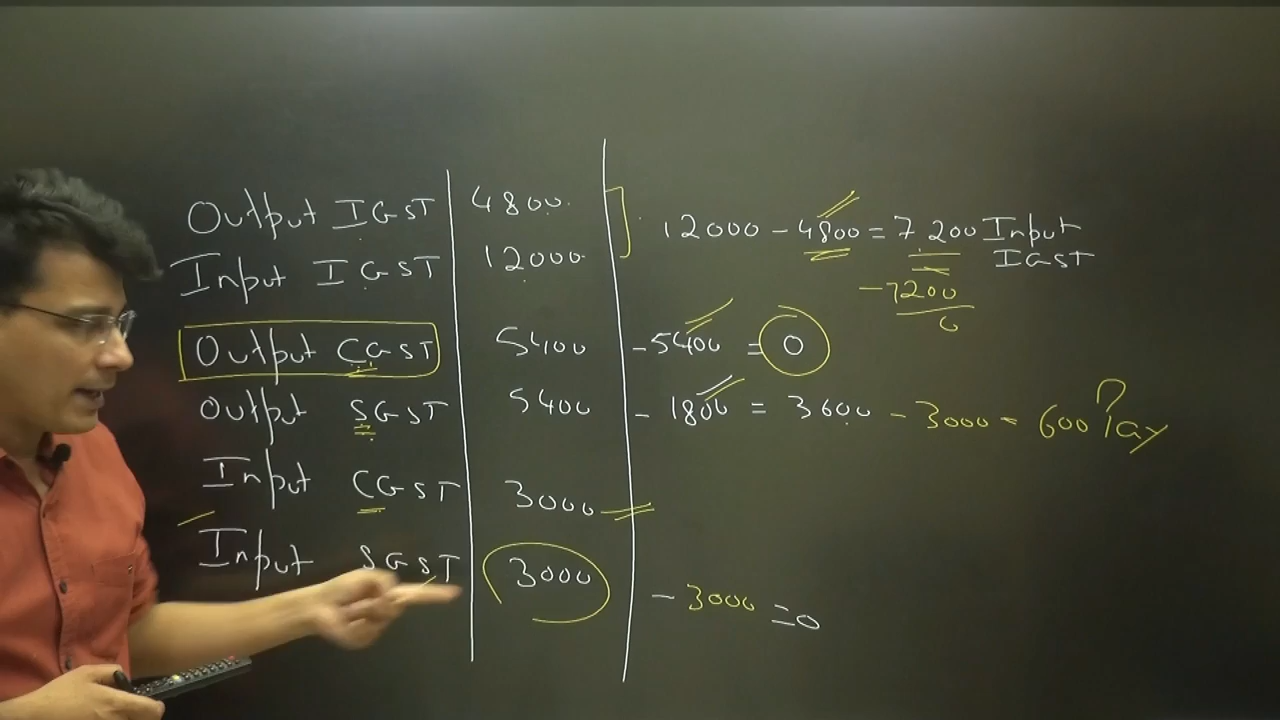 Output IGST 4800 12000 - 4800 = 7200 Input
Input IGST 12000 IGST
-7200
0
Output CGST 5400 - 5400 = 0
Output SGST 5400 - 1800 = 3600 - 3000 = 600 Pay
Input CGST 3000
Input SGST 3000 - 3000 = 0